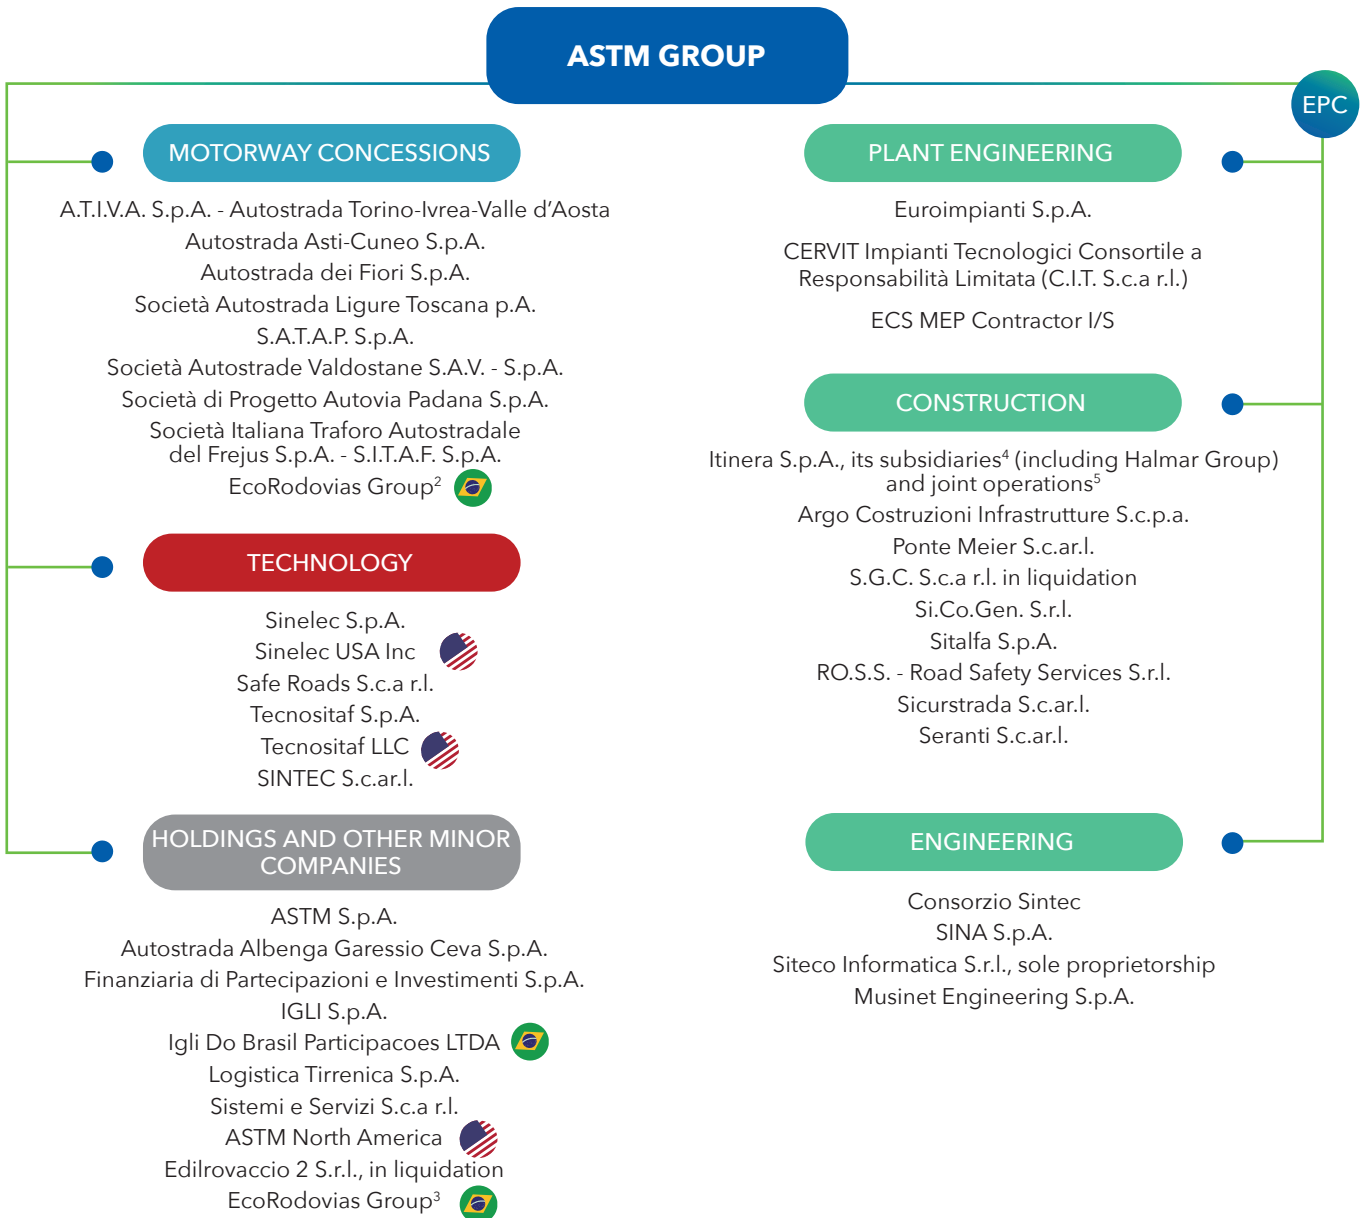 ASTM GROUP
EPC
MOTORWAY CONCESSIONS
A.T.I.V.A. S.p.A. - Autostrada Torino-Ivrea-Valle d’Aosta
Autostrada Asti-Cuneo S.p.A.
Autostrada dei Fiori S.p.A.
Società Autostrada Ligure Toscana p.A.
S.A.T.A.P. S.p.A.
Società Autostrade Valdostane S.A.V. - S.p.A.
Società di Progetto Autovia Padana S.p.A.
Società Italiana Traforo Autostradale
del Frejus S.p.A. - S.I.T.A.F. S.p.A.
EcoRodovias Group²
TECHNOLOGY
Sinelec S.p.A.
Sinelec USA Inc
Safe Roads S.c.a r.l.
Tecnositaf S.p.A.
Tecnositaf LLC
SINTEC S.c.ar.l.
HOLDINGS AND OTHER MINOR
COMPANIES
ASTM S.p.A.
Autostrada Albenga Garessio Ceva S.p.A.
Finanziaria di Partecipazioni e Investimenti S.p.A.
IGLI S.p.A.
Igli Do Brasil Participacoes LTDA
Logistica Tirrenica S.p.A.
Sistemi e Servizi S.c.a r.l.
ASTM North America
Edilrovaccio 2 S.r.l., in liquidation
EcoRodovias Group³
PLANT ENGINEERING
Euroimpianti S.p.A.
CERVIT Impianti Tecnologici Consortile a
Responsabilità Limitata (C.I.T. S.c.a r.l.)
ECS MEP Contractor I/S
CONSTRUCTION
Itinera S.p.A., its subsidiaries⁴ (including Halmar Group)
and joint operations⁵
Argo Costruzioni Infrastrutture S.c.p.a.
Ponte Meier S.c.ar.l.
S.G.C. S.c.a r.l. in liquidation
Si.Co.Gen. S.r.l.
Sitalfa S.p.A.
RO.S.S. - Road Safety Services S.r.l.
Sicurstrada S.c.ar.l.
Seranti S.c.ar.l.
ENGINEERING
Consorzio Sintec
SINA S.p.A.
Siteco Informatica S.r.l., sole proprietorship
Musinet Engineering S.p.A.